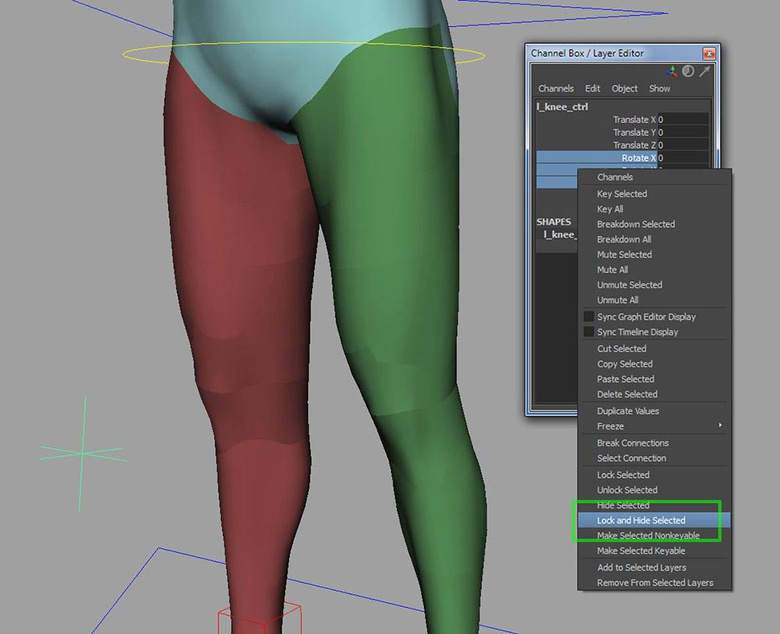 Channel Box / Layer Editor
Channels Edit Object Show
l_knee_ctrl
Translate X 0
Translate Y 0
Translate Z 0
Rotate X 0
SHAPES
l_knee_
Channels
Key Selected
Key All
Breakdown Selected
Breakdown All
Mute Selected
Mute All
Unmute Selected
Unmute All
Sync Graph Editor Display
Sync Timeline Display
Cut Selected
Copy Selected
Paste Selected
Delete Selected
Duplicate Values
Freeze
Break Connections
Select Connection
Lock Selected
Unlock Selected
Hide Selected
Lock and Hide Selected
Make Selected Nonkeyable
Make Selected Keyable
Add to Selected Layers
Remove From Selected Layers